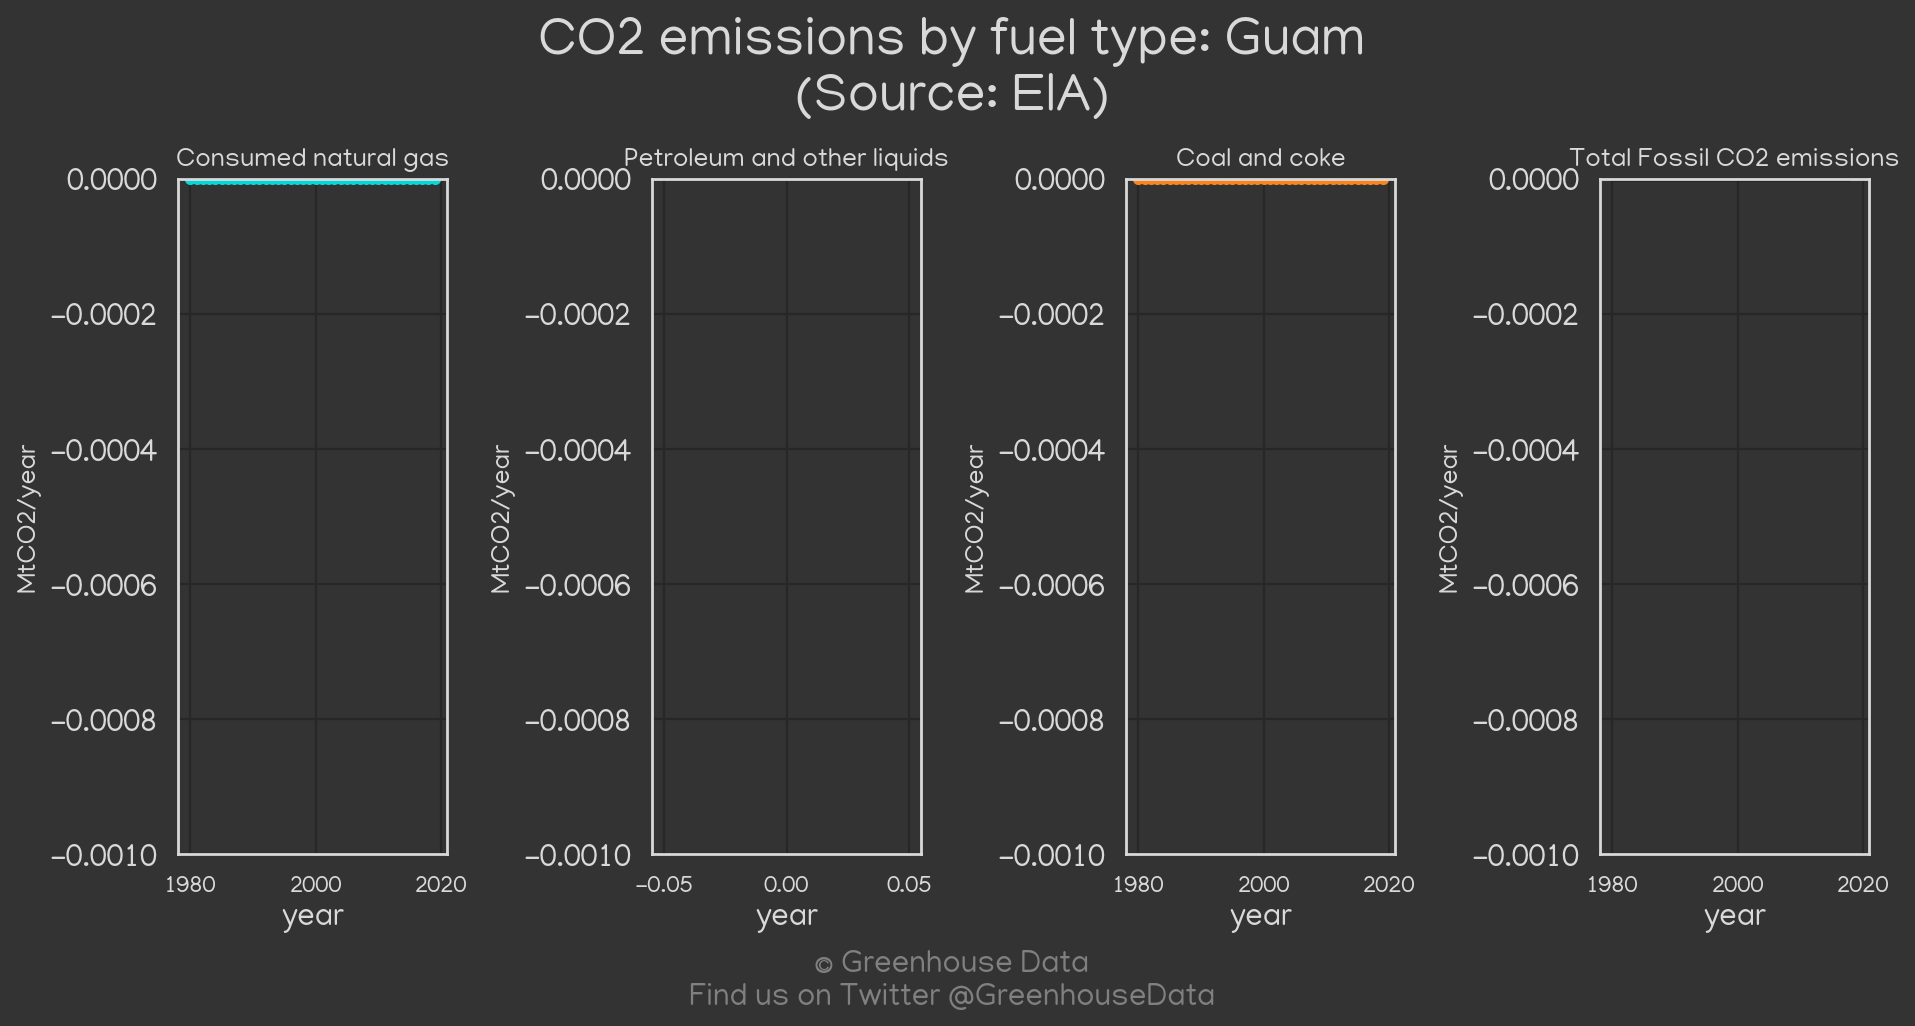 CO2 emissions by fuel type: Guam
(Source: EIA)
Consumed natural gas
0.0000
-0.0002
-0.0004
-0.0006
-0.0008
-0.0010
MtCO2/year
1980 2000 2020
year
Petroleum and other liquids
0.0000
-0.0002
-0.0004
-0.0006
-0.0008
-0.0010
MtCO2/year
-0.05 0.00 0.05
year
Coal and coke
0.0000
-0.0002
-0.0004
-0.0006
-0.0008
-0.0010
MtCO2/year
1980 2000 2020
year
Total Fossil CO2 emissions
0.0000
-0.0002
-0.0004
-0.0006
-0.0008
-0.0010
MtCO2/year
1980 2000 2020
year
© Greenhouse Data
Find us on Twitter @GreenhouseData